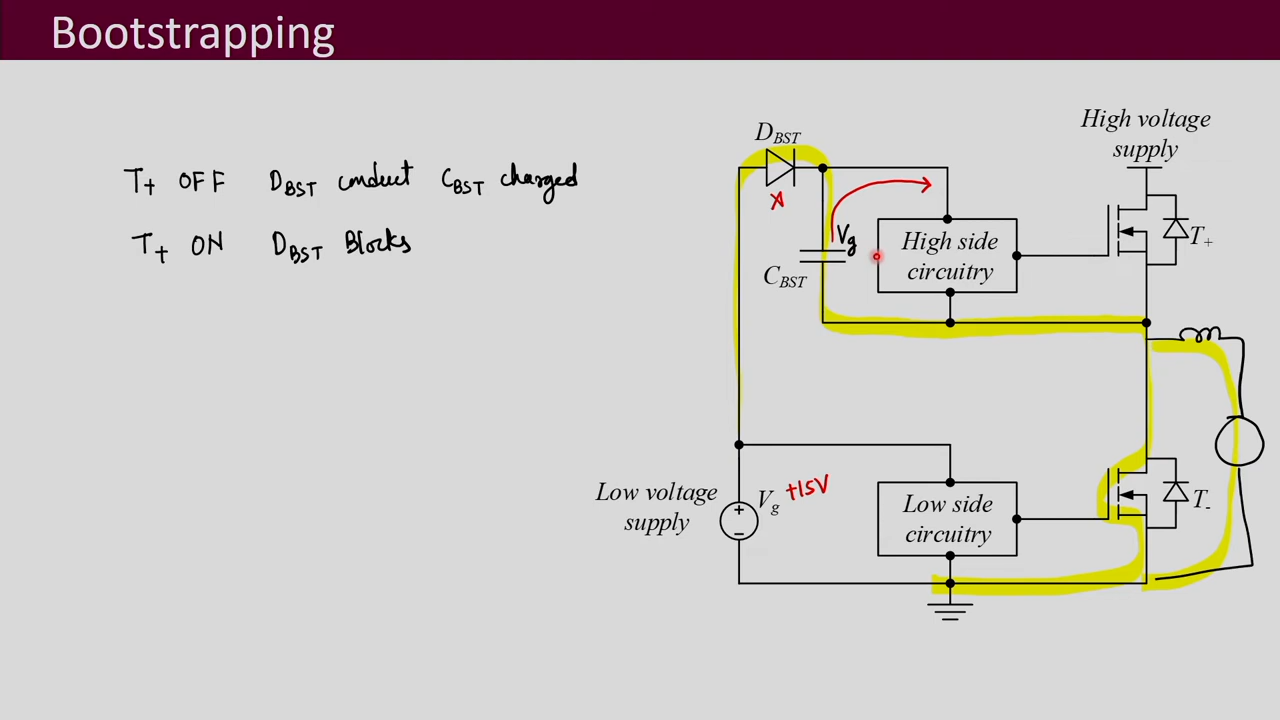 Bootstrapping
T+ OFF DBST conduct CBST charged
T+ ON DBST Blocks
DBST
High voltage
supply
Vg
High side
circuitry
T+
CBST
Low voltage
supply
Vg
+15V
Low side
circuitry
T-